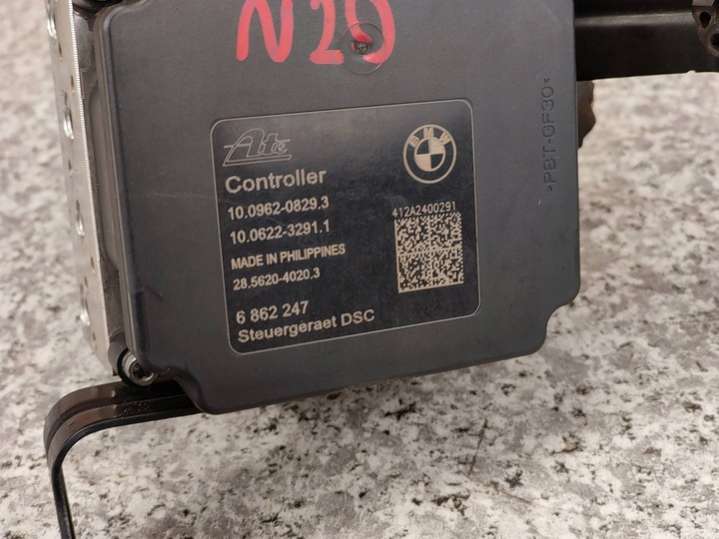 N20
Ate
BMW
Controller
10.0962-0829.3
412A2400291
10.0622-3291.1
MADE IN PHILIPPINES
28.5620-4020.3
6 862 247
Steuergeraet DSC
>PBT-GF30<